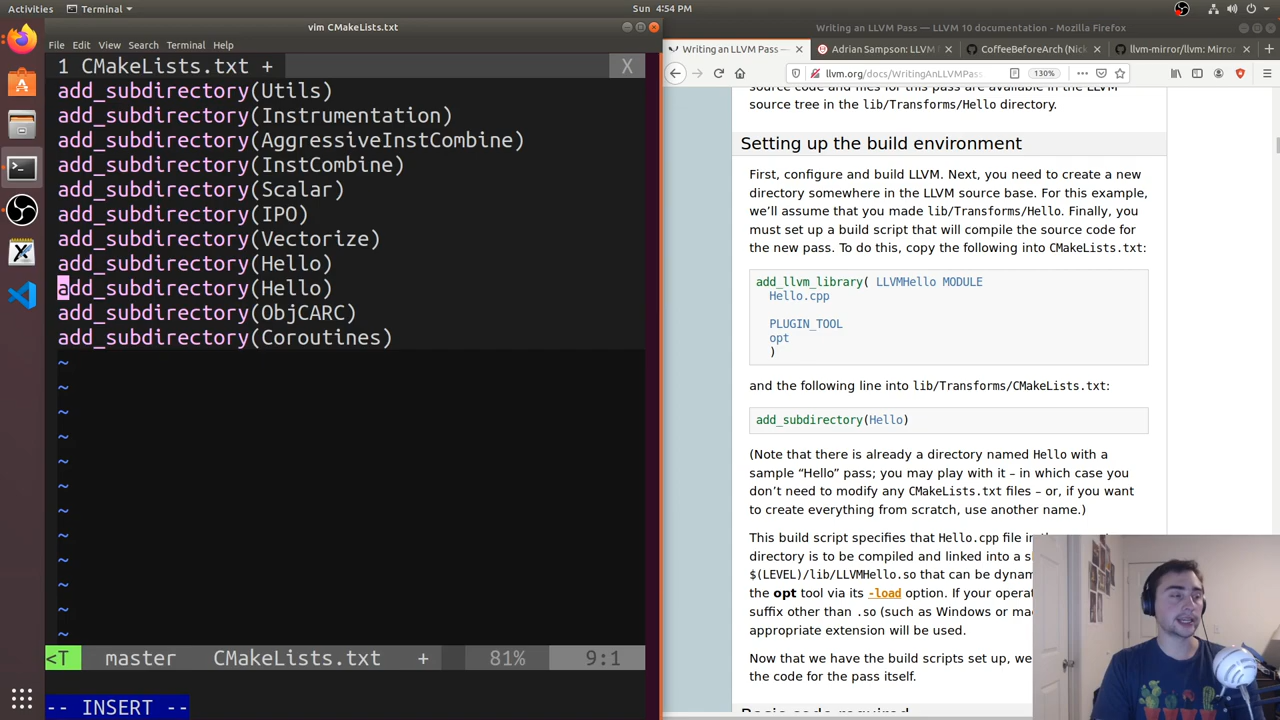 Activities
Terminal
Sun 4:54 PM
vim CMakeLists.txt
Writing an LLVM Pass — LLVM 10 documentation - Mozilla Firefox
File Edit View Search Terminal Help
Writing an LLVM Pass —
Adrian Sampson: LLVM
CoffeeBeforeArch (Nick
llvm-mirror/llvm: Mirror
llvm.org/docs/WritingAnLLVMPass
130%
1 CMakeLists.txt +
X
add_subdirectory(Utils)
add_subdirectory(Instrumentation)
add_subdirectory(AggressiveInstCombine)
add_subdirectory(InstCombine)
add_subdirectory(Scalar)
add_subdirectory(IPO)
add_subdirectory(Vectorize)
add_subdirectory(Hello)
add_subdirectory(Hello)
add_subdirectory(ObjCARC)
add_subdirectory(Coroutines)
~
~
~
~
~
~
~
~
~
~
~
~
<T master CMakeLists.txt + 81% 9:1
-- INSERT --
source code and files for this pass are available in the LLVM
source tree in the lib/Transforms/Hello directory.
Setting up the build environment
First, configure and build LLVM. Next, you need to create a new
directory somewhere in the LLVM source base. For this example,
we'll assume that you made lib/Transforms/Hello. Finally, you
must set up a build script that will compile the source code for
the new pass. To do this, copy the following into CMakeLists.txt:
add_llvm_library( LLVMHello MODULE
Hello.cpp
PLUGIN_TOOL
opt
)
and the following line into lib/Transforms/CMakeLists.txt:
add_subdirectory(Hello)
(Note that there is already a directory named Hello with a
sample “Hello” pass; you may play with it – in which case you
don't need to modify any CMakeLists.txt files – or, if you want
to create everything from scratch, use another name.)
This build script specifies that Hello.cpp file in
directory is to be compiled and linked into a
$(LEVEL)/lib/LLVMHello.so that can be
the opt tool via its -load option. If your
suffix other than .so (such as Windows or
appropriate extension will be used.
Now that we have the build scripts set up, we
the code for the pass itself.
Basic code required